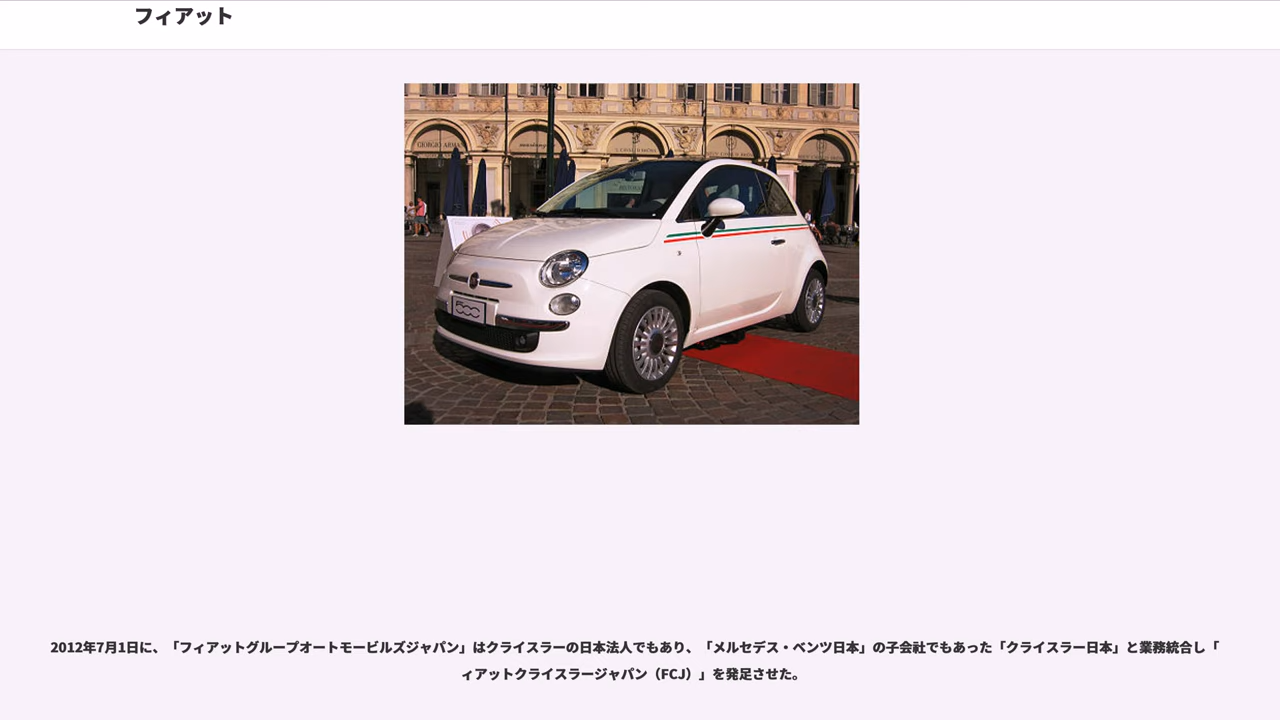 フィアット
GIORGIO ARMANI
500
2012年7月1日に、「フィアットグループオートモービルズジャパン」はクライスラーの日本法人でもあり、「メルセデス・ベンツ日本」の子会社でもあった「クライスラー日本」と業務統合し「
ィアットクライスラージャパン（FCJ）」を発足させた。